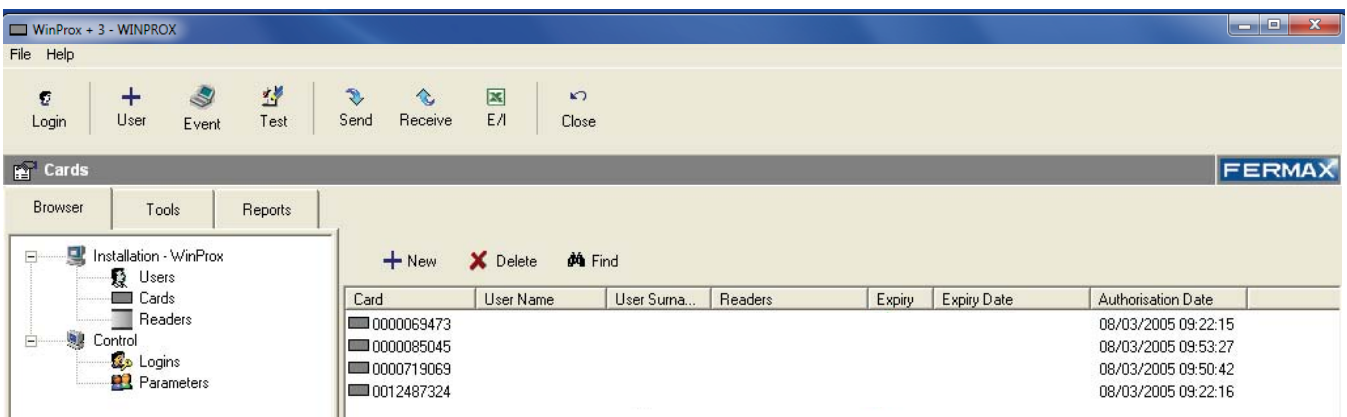 WinProx + 3 - WINPROX
File Help
Login User Event Test Send Receive E/I Close
Cards FERMAX
Browser Tools Reports
Installation - WinProx
Users
Cards
Readers
Control
Logins
Parameters
New Delete Find
Card User Name User Surna... Readers Expiry Expiry Date Authorisation Date
0000069473 08/03/2005 09:22:15
0000085045 08/03/2005 09:53:27
0000719069 08/03/2005 09:50:42
0012487324 08/03/2005 09:22:16